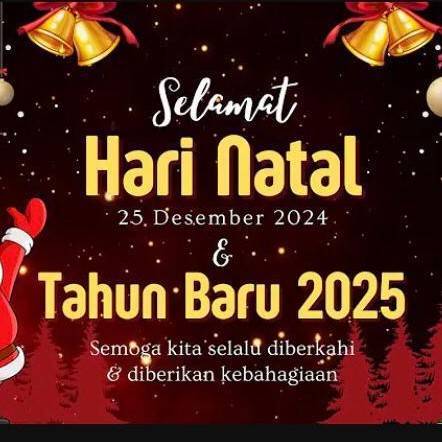 Selamat
Hari Natal
25 Desember 2024
&
Tahun Baru 2025
Semoga kita selalu diberkahi
& diberikan kebahagiaan